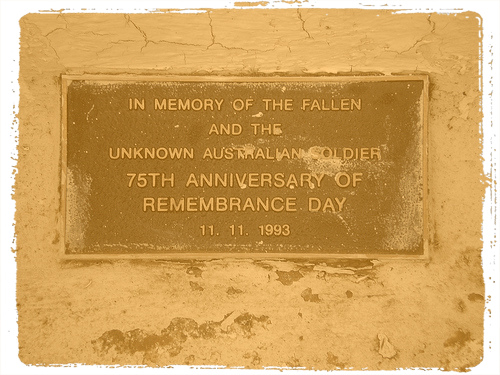 IN MEMORY OF THE FALLEN
AND THE
UNKNOWN AUSTRALIAN SOLDIER
75TH ANNIVERSARY OF
REMEMBRANCE DAY
11. 11. 1993